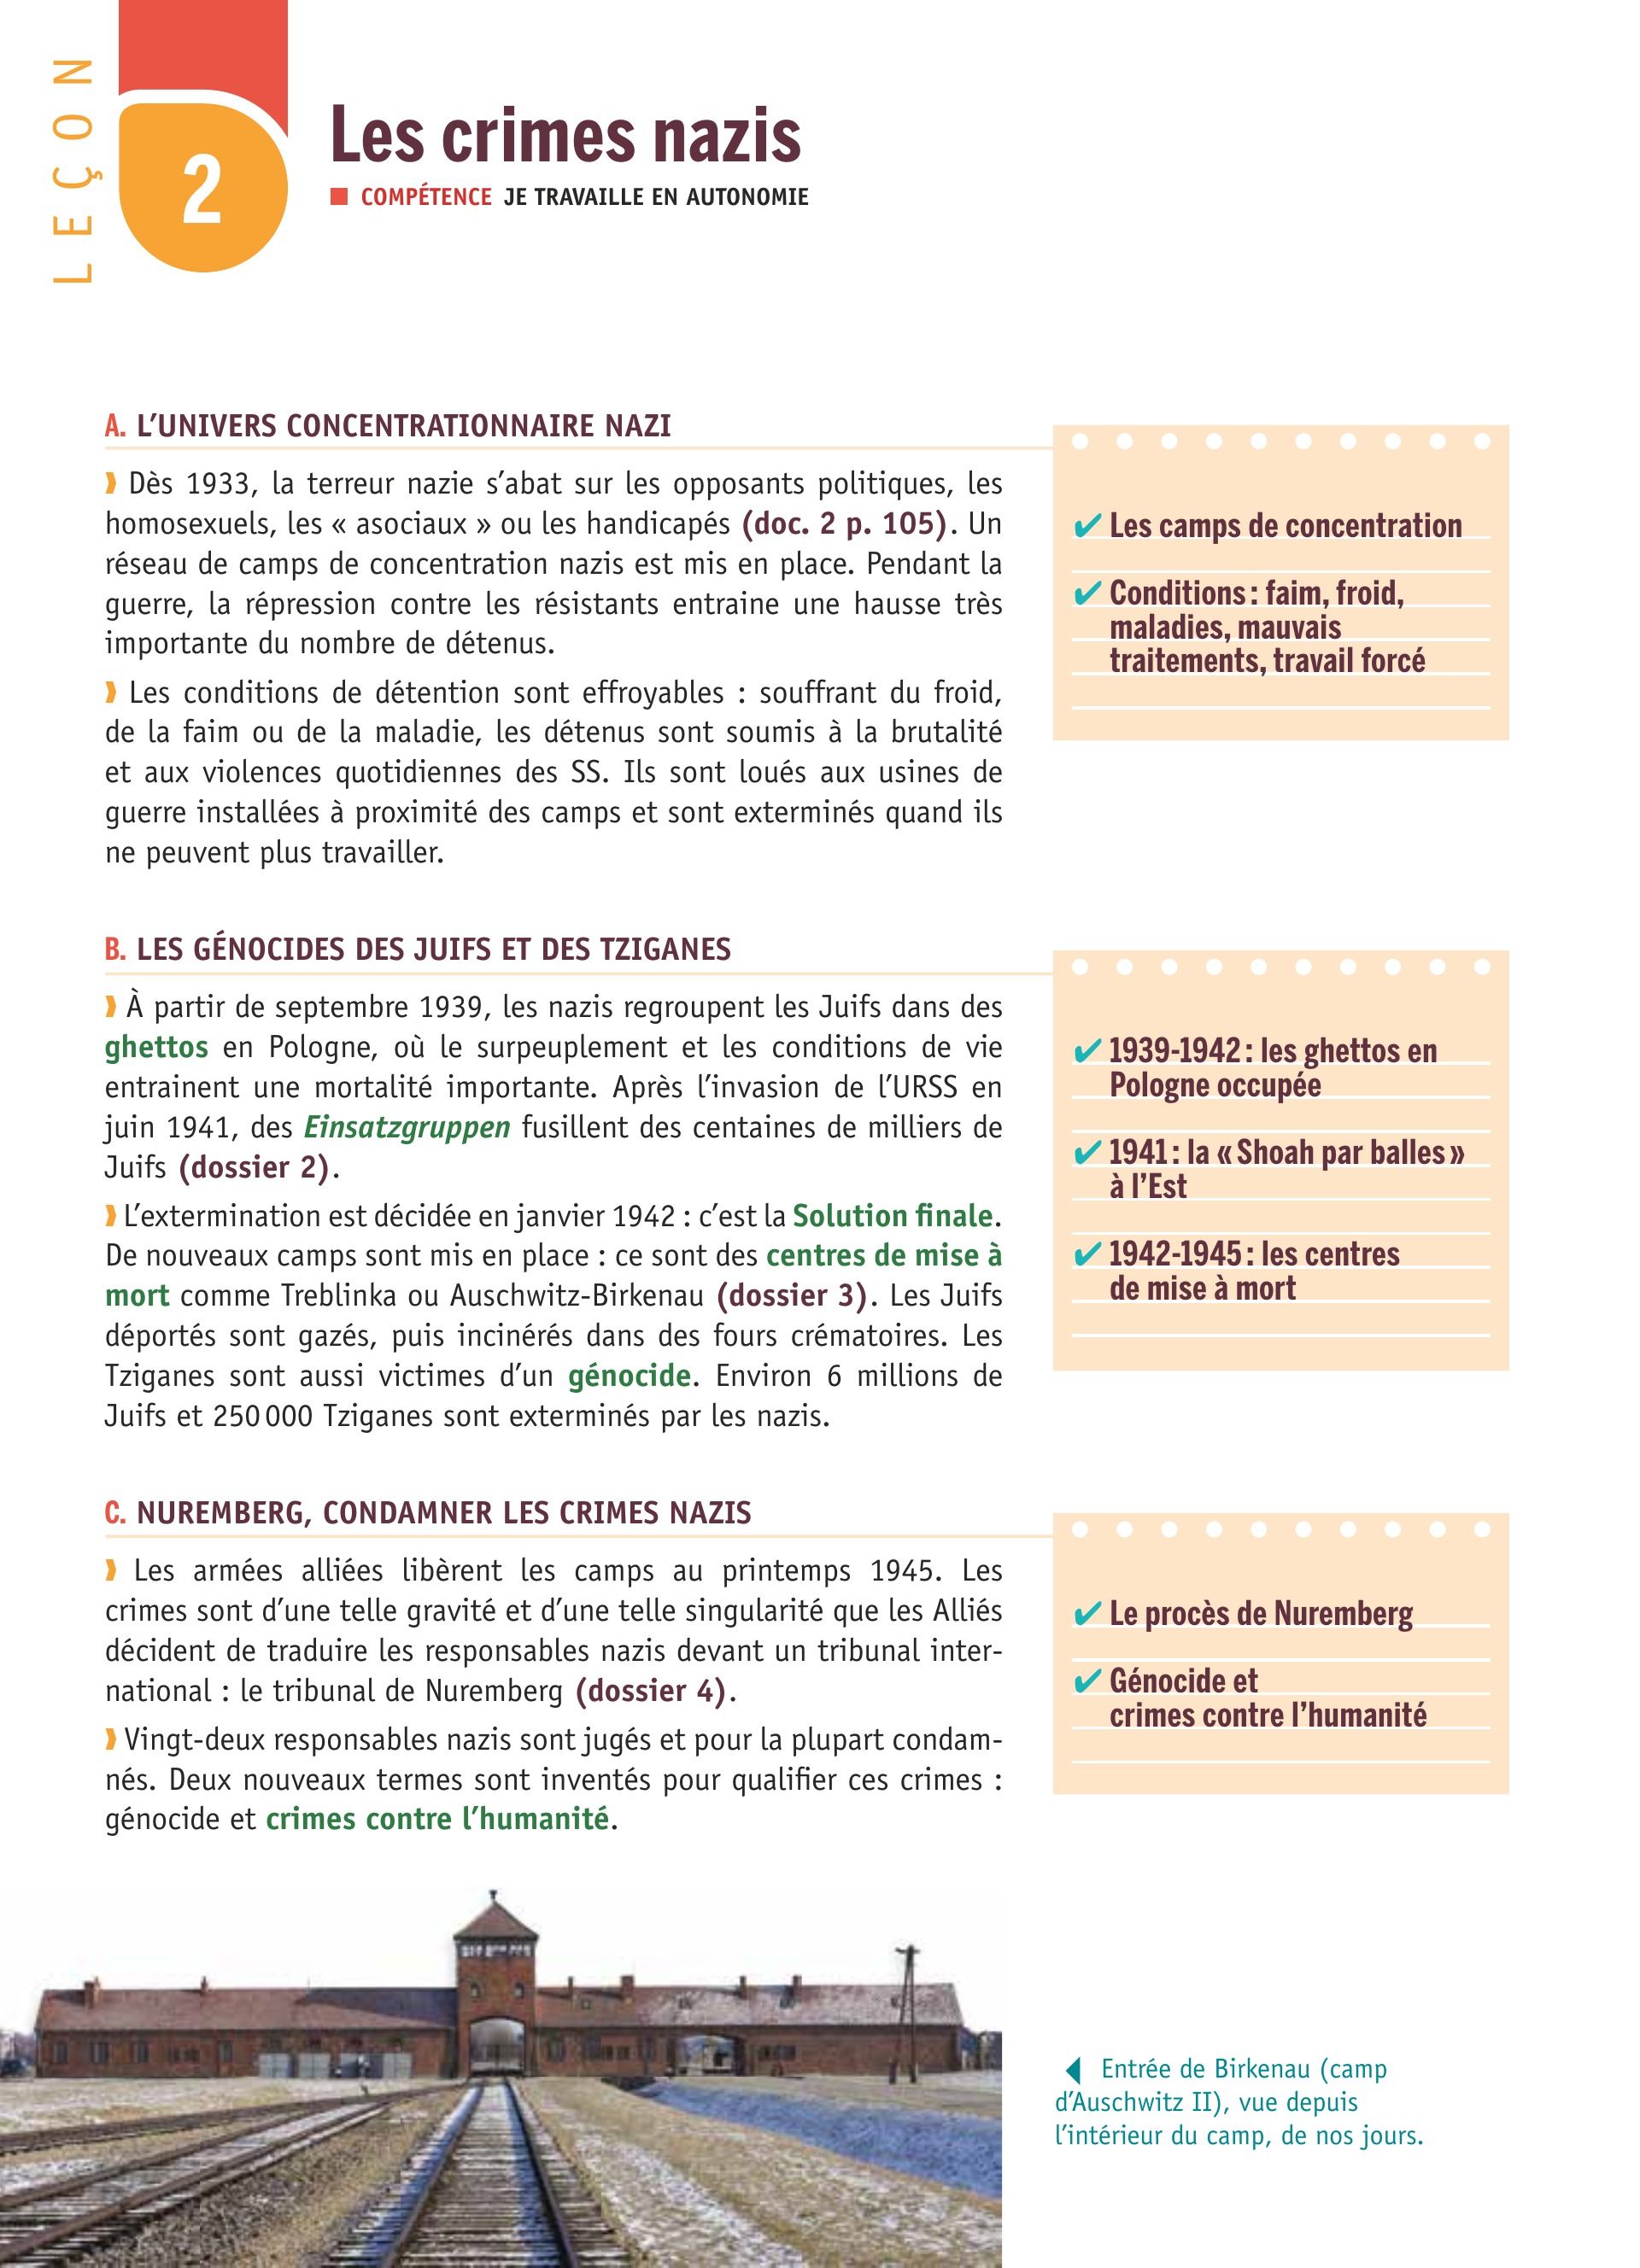 LEÇON
2
Les crimes nazis
COMPÉTENCE JE TRAVAILLE EN AUTONOMIE
A. L'UNIVERS CONCENTRATIONNAIRE NAZI
Dès 1933, la terreur nazie s'abat sur les opposants politiques, les
homosexuels, les « asociaux » ou les handicapés (doc. 2 p. 105). Un
réseau de camps de concentration nazis est mis en place. Pendant la
guerre, la répression contre les résistants entraine une hausse très
importante du nombre de détenus.
Les conditions de détention sont effroyables : souffrant du froid,
de la faim ou de la maladie, les détenus sont soumis à la brutalité
et aux violences quotidiennes des SS. Ils sont loués aux usines de
guerre installées à proximité des camps et sont exterminés quand ils
ne peuvent plus travailler.
✔ Les camps de concentration
✔ Conditions : faim, froid,
maladies, mauvais
traitements, travail forcé
B. LES GÉNOCIDES DES JUIFS ET DES TZIGANES
À partir de septembre 1939, les nazis regroupent les Juifs dans des
ghettos en Pologne, où le surpeuplement et les conditions de vie
entrainent une mortalité importante. Après l'invasion de l'URSS en
juin 1941, des Einsatzgruppen fusillent des centaines de milliers de
Juifs (dossier 2).
L'extermination est décidée en janvier 1942 : c'est la Solution finale.
De nouveaux camps sont mis en place : ce sont des centres de mise à
mort comme Treblinka ou Auschwitz-Birkenau (dossier 3). Les Juifs
déportés sont gazés, puis incinérés dans des fours crématoires. Les
Tziganes sont aussi victimes d'un génocide. Environ 6 millions de
Juifs et 250 000 Tziganes sont exterminés par les nazis.
✔ 1939-1942 : les ghettos en
Pologne occupée
✔ 1941 : la « Shoah par balles »
à l'Est
✔ 1942-1945 : les centres
de mise à mort
C. NUREMBERG, CONDAMNER LES CRIMES NAZIS
Les armées alliées libèrent les camps au printemps 1945. Les
crimes sont d'une telle gravité et d'une telle singularité que les Alliés
décident de traduire les responsables nazis devant un tribunal inter-
national : le tribunal de Nuremberg (dossier 4).
Vingt-deux responsables nazis sont jugés et pour la plupart condam-
nés. Deux nouveaux termes sont inventés pour qualifier ces crimes :
génocide et crimes contre l'humanité.
✔ Le procès de Nuremberg
✔ Génocide et
crimes contre l'humanité
◀ Entrée de Birkenau (camp
d'Auschwitz II), vue depuis
l'intérieur du camp, de nos jours.